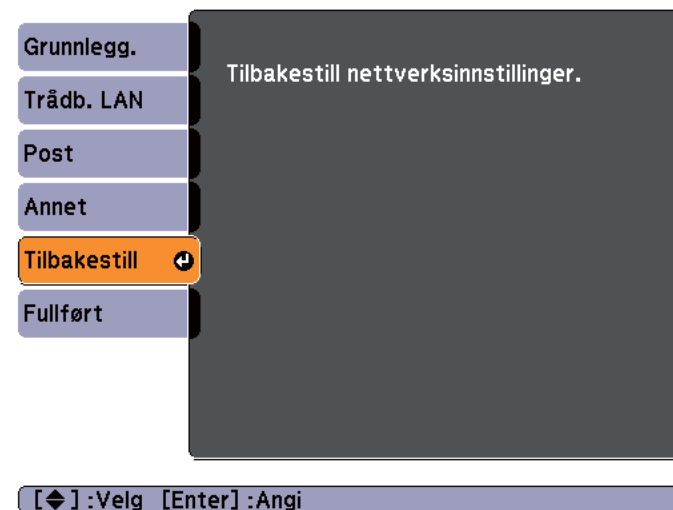 Grunnlegg.
Trådb. LAN
Post
Annet
Tilbakestill
Fullført
Tilbakestill nettverksinnstillinger.
[◆] :Velg [Enter] :Angi